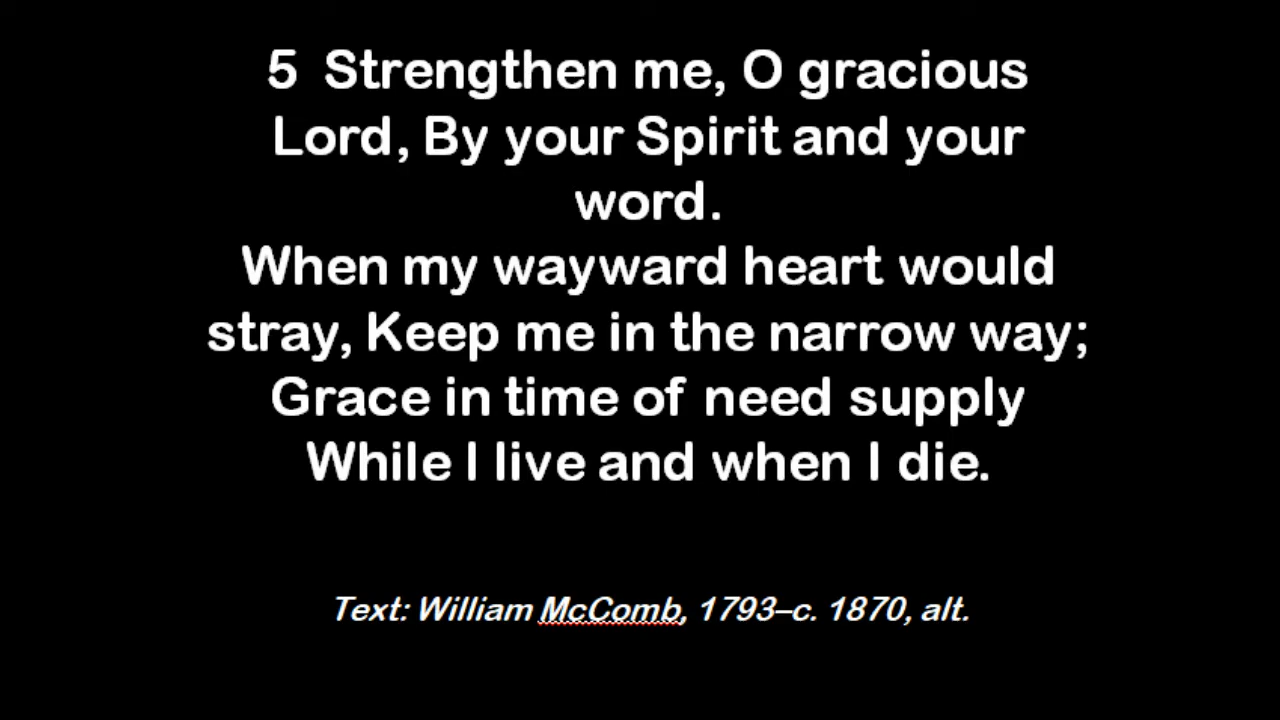 5 Strengthen me, O gracious
Lord, By your Spirit and your
word.
When my wayward heart would
stray, Keep me in the narrow way;
Grace in time of need supply
While I live and when I die.
Text: William McComb, 1793–c. 1870, alt.